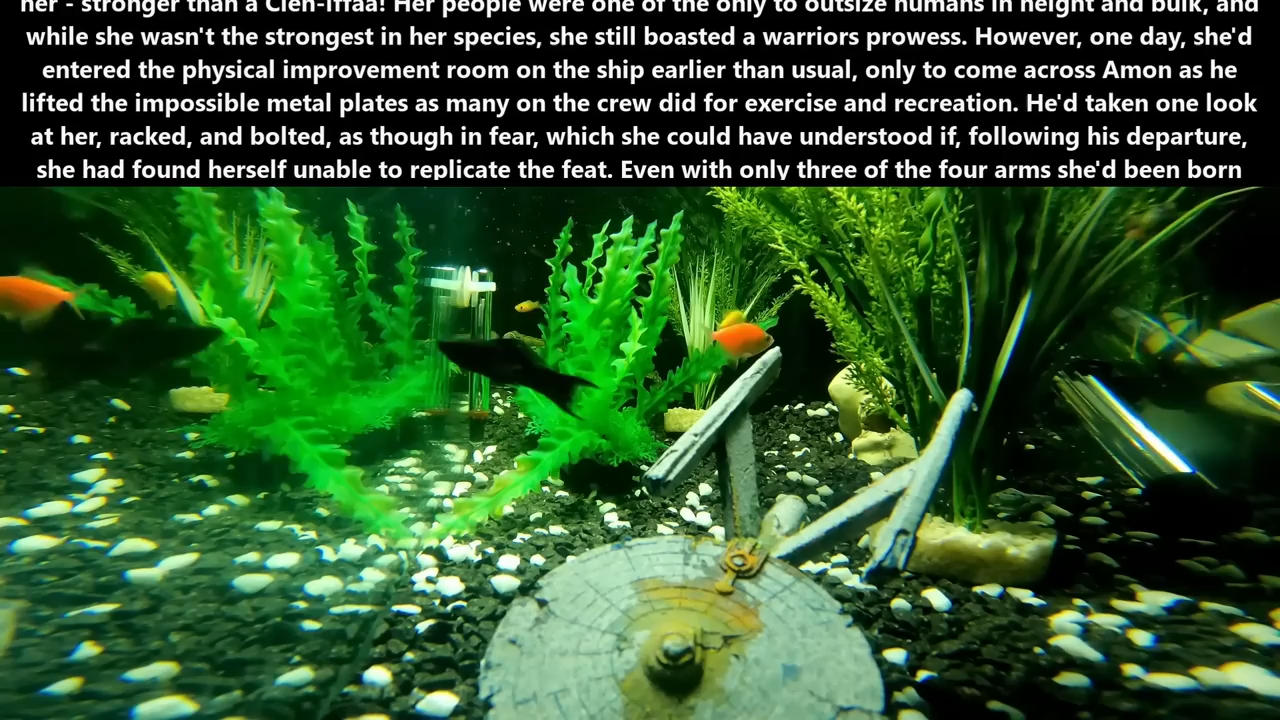 her - stronger than a Clen-Iffaa! Her people were one of the only to outsize humans in height and bulk, and
while she wasn't the strongest in her species, she still boasted a warriors prowess. However, one day, she'd
entered the physical improvement room on the ship earlier than usual, only to come across Amon as he
lifted the impossible metal plates as many on the crew did for exercise and recreation. He'd taken one look
at her, racked, and bolted, as though in fear, which she could have understood if, following his departure,
she had found herself unable to replicate the feat. Even with only three of the four arms she'd been born